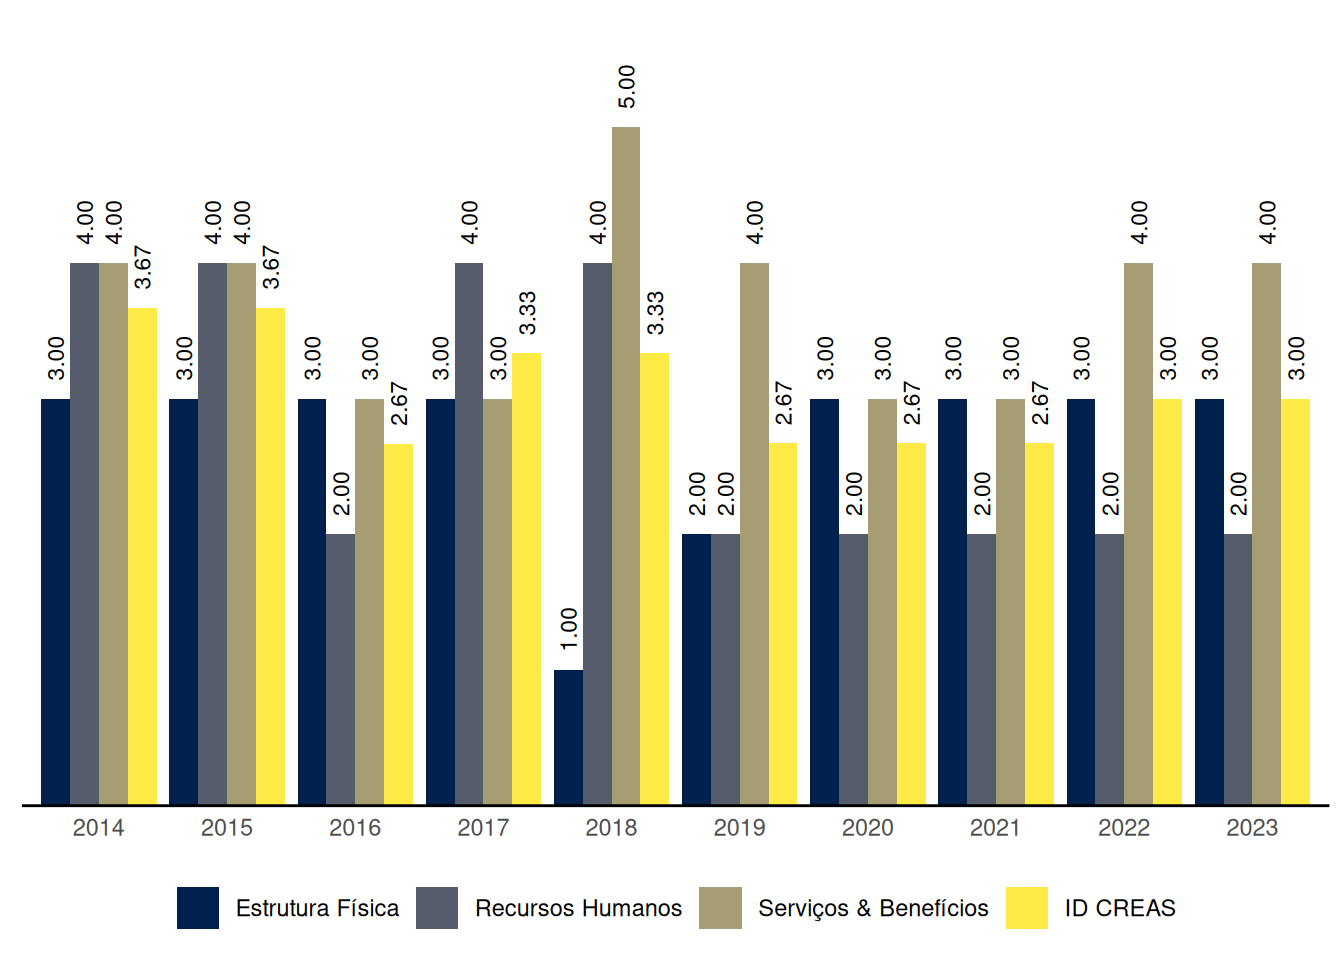 5.00
4.00 4.00 4.00 4.00 4.00 4.00 4.00 4.00 4.00
3.67 3.67
3.33 3.33
3.00 3.00 3.00 3.00 3.00 3.00 3.00 3.00 3.00 3.00 3.00 3.00 3.00 3.00
2.67 2.67 2.67 2.67
2.00 2.00 2.00 2.00 2.00 2.00 2.00
1.00
2014 2015 2016 2017 2018 2019 2020 2021 2022 2023
Estrutura Física Recursos Humanos Serviços & Benefícios ID CREAS